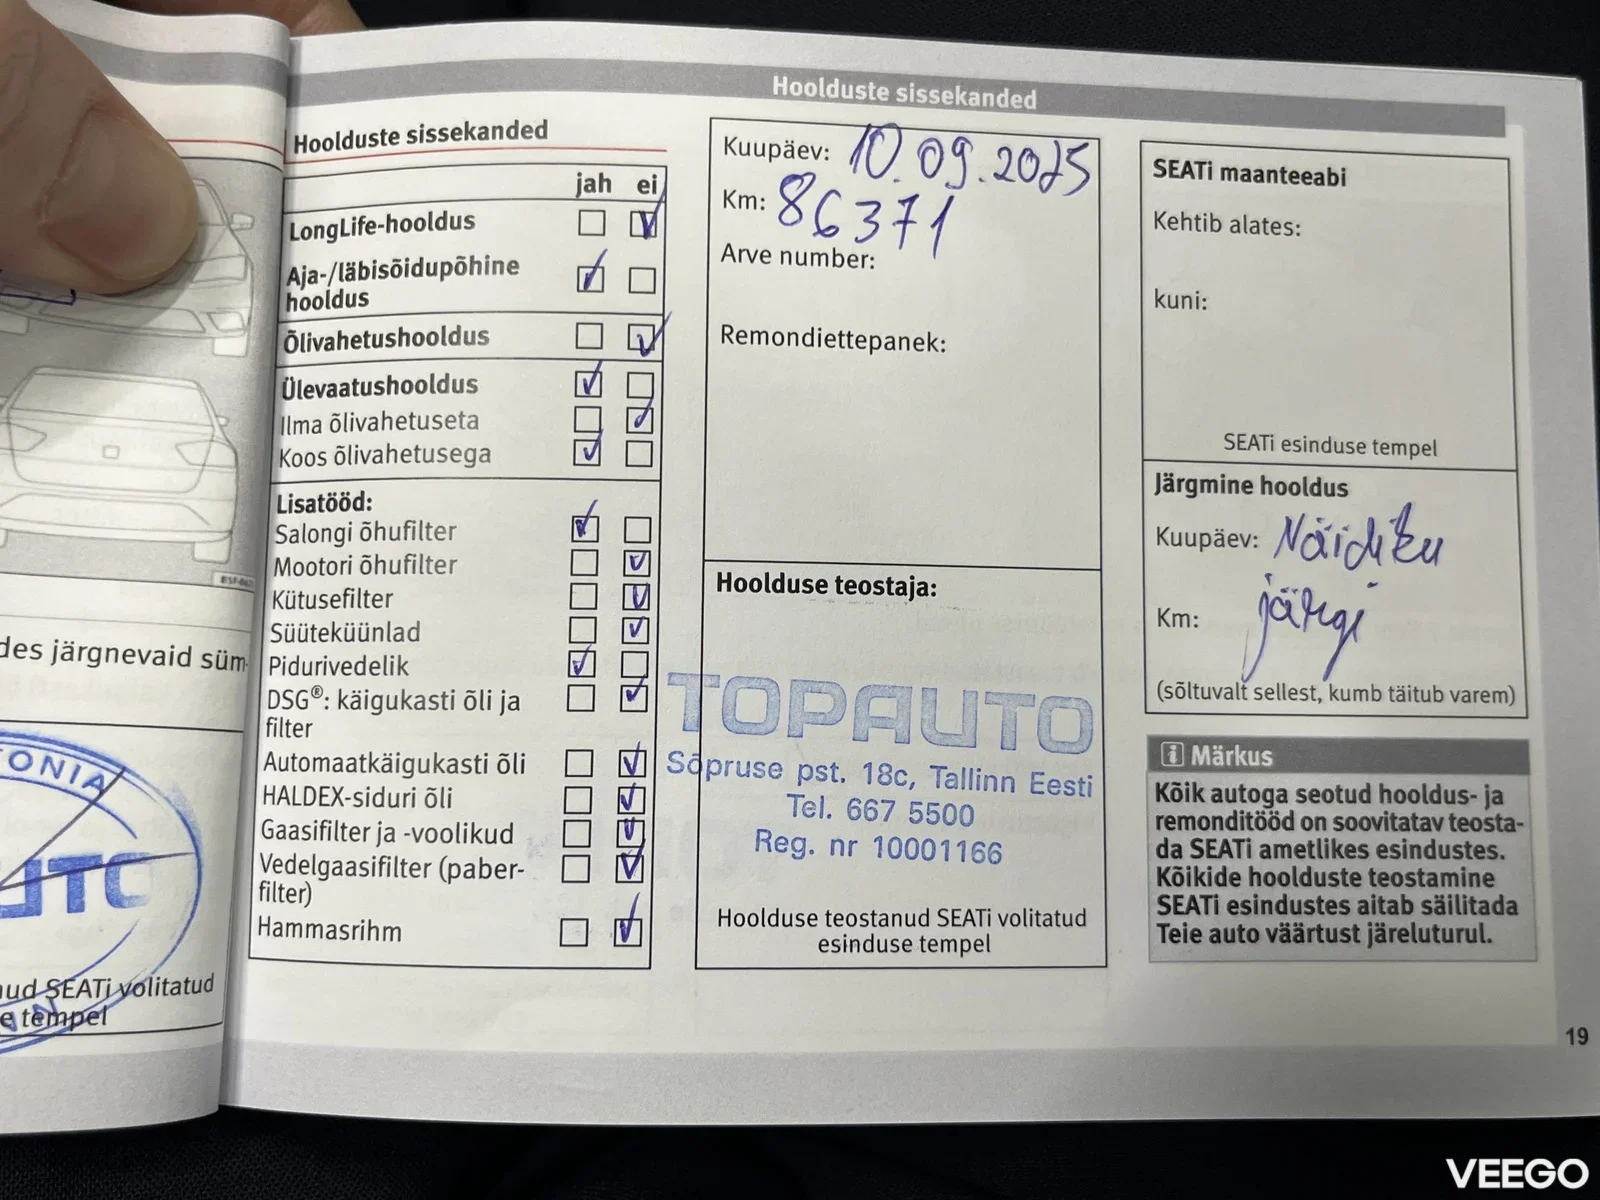 Hoolduste sissekanded
Hoolduste sissekanded
jah ei
LongLife-hooldus
Aja-/läbisõidupõhine
hooldus
Õlivahetushooldus
Ülevaatushooldus
Ilma õlivahetuseta
Koos õlivahetusega
Lisatööd:
Salongi õhufilter
Mootori õhufilter
Kütusefilter
Süüteküünlad
Pidurivedelik
DSG®: käigukasti õli ja
filter
Automaatkäigukasti õli
HALDEX-siduri õli
Gaasifilter ja -voolikud
Vedelgaasifilter (paber-
filter)
Hammasrihm
Kuupäev: 10.09.2025
Km: 86371
Arve number:
Remondiettepanek:
Hoolduse teostaja:
TOPAUTO
Sõpruse pst. 18c, Tallinn Eesti
Tel. 667 5500
Reg. nr 10001166
Hoolduse teostanud SEATi volitatud
esinduse tempel
SEATi maanteeabi
Kehtib alates:
kuni:
SEATi esinduse tempel
Järgmine hooldus
Kuupäev: Näidiku
Km: järgi
(sõltuvalt sellest, kumb täitub varem)
i Märkus
Kõik autoga seotud hooldus- ja
remonditööd on soovitatav teosta-
da SEATi ametlikes esindustes.
Kõikide hoolduste teostamine
SEATi esindustes aitab säilitada
Teie auto väärtust järeluturul.
19
des järgnevaid süm-
TONIA
UTO
nud SEATi volitatud
e tempel
VEEGO